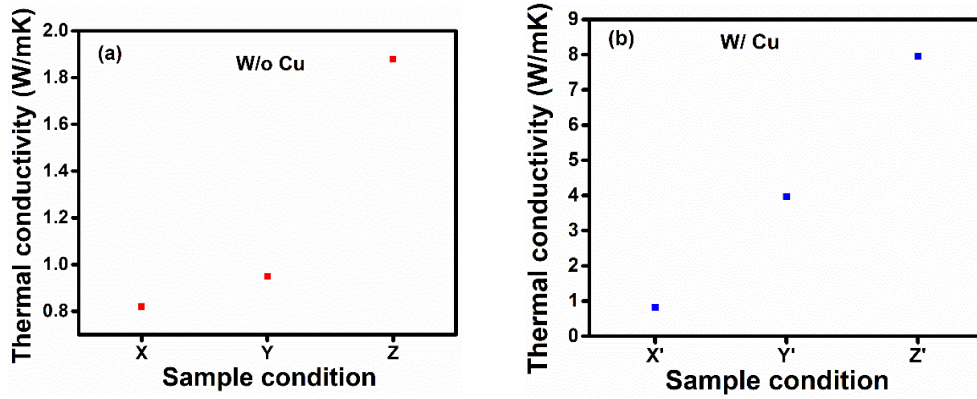 (a)
W/o Cu
Thermal conductivity (W/mK)
2.0
1.8
1.6
1.4
1.2
1.0
0.8
X Y Z
Sample condition
(b)
W/ Cu
Thermal conductivity (W/mK)
9
8
7
6
5
4
3
2
1
0
X' Y' Z'
Sample condition